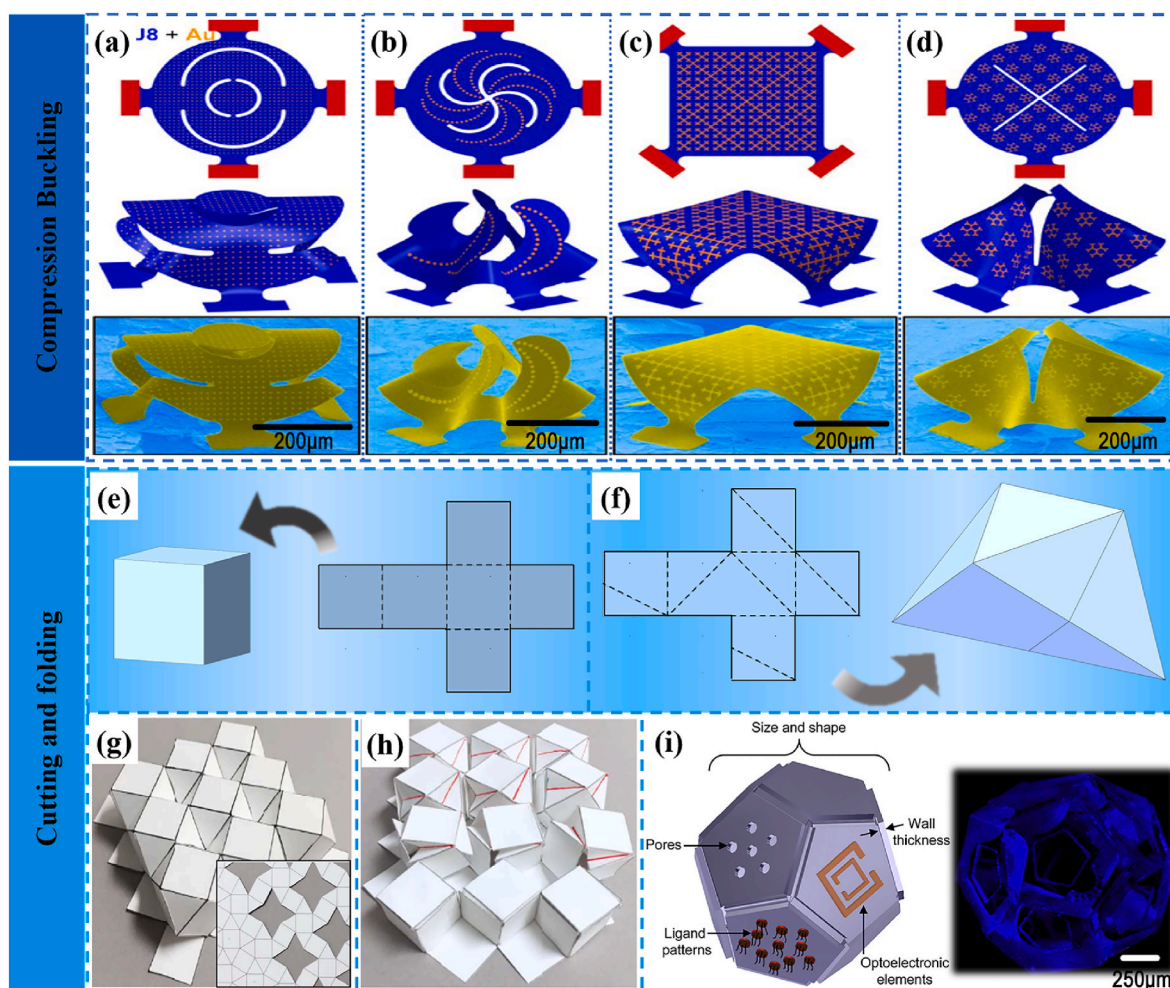 Compression Buckling
(a)
J8 + Au
(b)
(c)
(d)
200μm
200μm
200μm
200μm
Cutting and folding
(e)
(f)
(g)
(h)
(i)
Size and shape
Pores
Wall
thickness
Ligand
patterns
Optoelectronic
elements
250μm